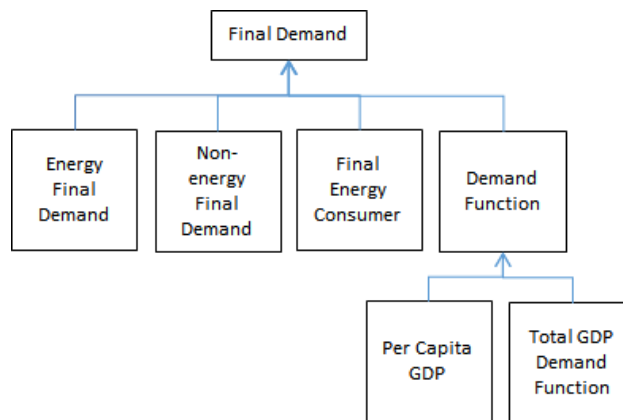 Final Demand
Energy
Final
Demand
Non-
energy
Final
Demand
Final
Energy
Consumer
Demand
Function
Per Capita
GDP
Total GDP
Demand
Function